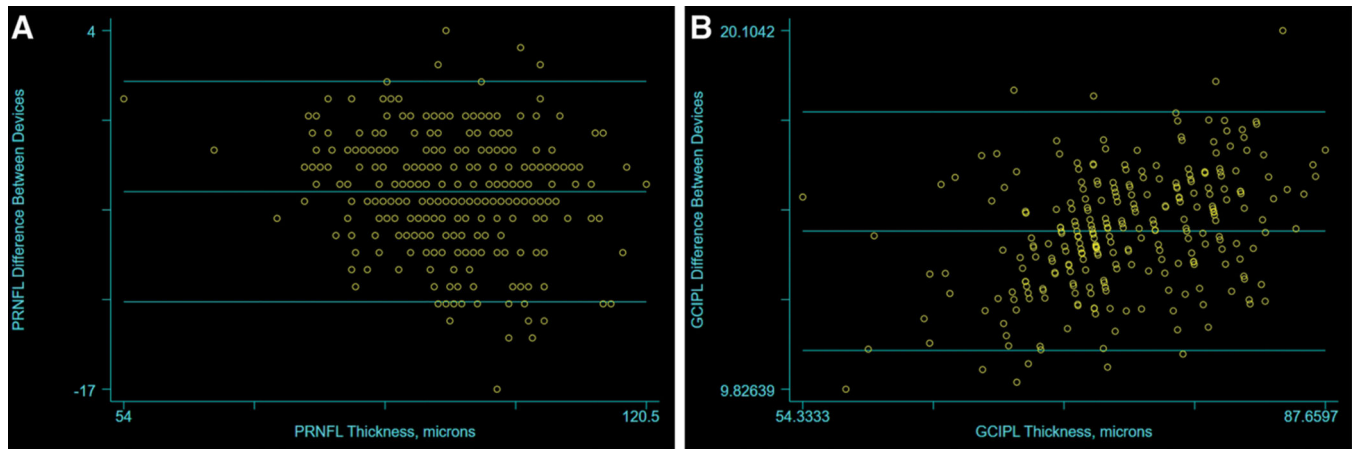 A
4
PRNFL Difference Between Devices
-17
54
120.5
PRNFL Thickness, microns
B
20.1042
GCIPL Difference Between Devices
9.82639
54.3333
87.6597
GCIPL Thickness, microns